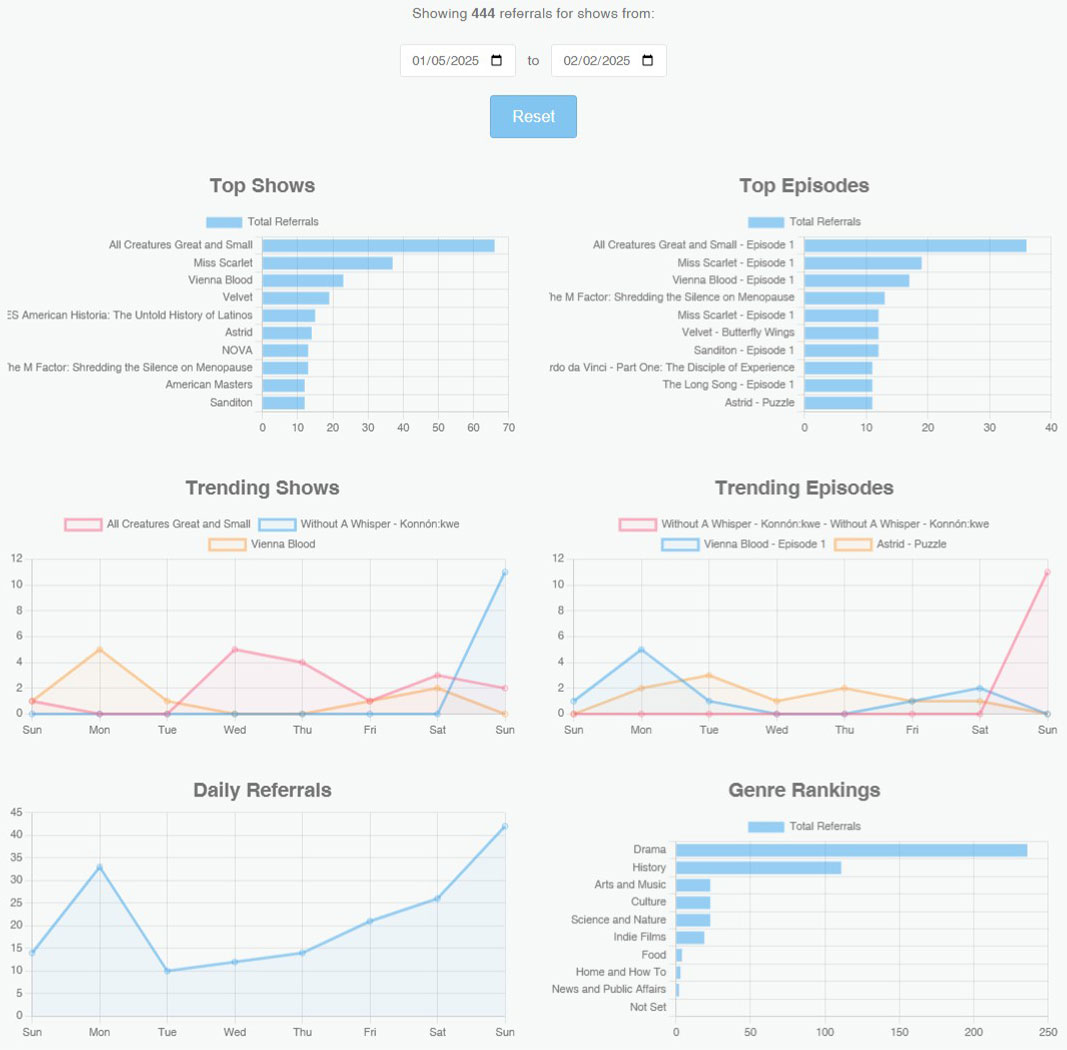 Showing 444 referrals for shows from:
01/05/2025 to 02/02/2025
Reset
Top Shows
Total Referrals
All Creatures Great and Small
Miss Scarlet
Vienna Blood
Velvet
ES American Historia: The Untold History of Latinos
Astrid
NOVA
The M Factor: Shredding the Silence on Menopause
American Masters
Sanditon
0 10 20 30 40 50 60 70
Top Episodes
Total Referrals
All Creatures Great and Small - Episode 1
Miss Scarlet - Episode 1
Vienna Blood - Episode 1
The M Factor: Shredding the Silence on Menopause
Miss Scarlet - Episode 1
Velvet - Butterfly Wings
Sanditon - Episode 1
rdo da Vinci - Part One: The Disciple of Experience
The Long Song - Episode 1
Astrid - Puzzle
0 10 20 30 40
Trending Shows
All Creatures Great and Small Without A Whisper - Konnón:kwe
Vienna Blood
12
10
8
6
4
2
0
Sun Mon Tue Wed Thu Fri Sat Sun
Trending Episodes
Without A Whisper - Konnón:kwe - Without A Whisper - Konnón:kwe
Vienna Blood - Episode 1 Astrid - Puzzle
12
10
8
6
4
2
0
Sun Mon Tue Wed Thu Fri Sat Sun
Daily Referrals
45
40
35
30
25
20
15
10
5
0
Sun Mon Tue Wed Thu Fri Sat Sun
Genre Rankings
Total Referrals
Drama
History
Arts and Music
Culture
Science and Nature
Indie Films
Food
Home and How To
News and Public Affairs
Not Set
0 50 100 150 200 250